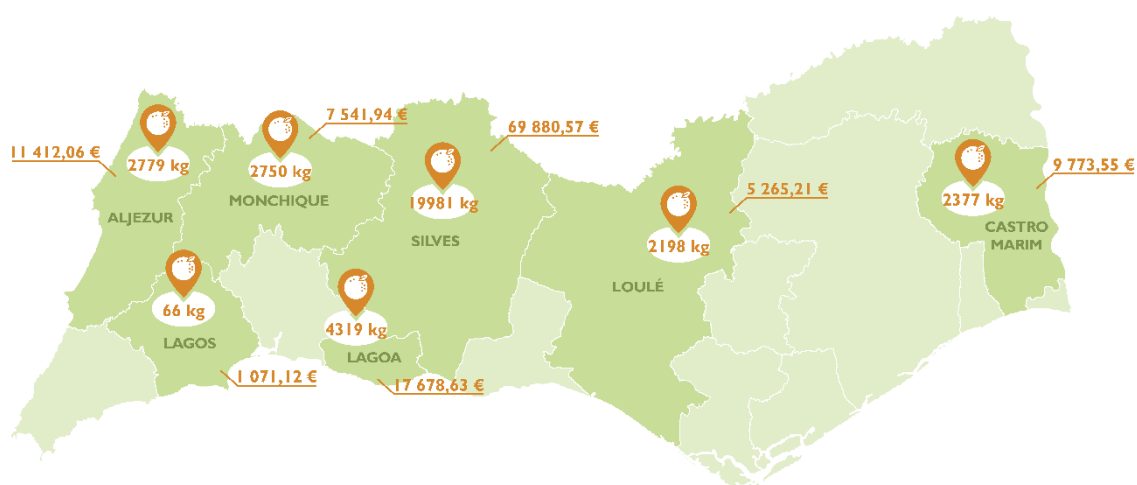 11 412,06 €
2779 kg
ALJEZUR
7 541,94 €
2750 kg
MONCHIQUE
69 880,57 €
19981 kg
SILVES
66 kg
LAGOS
1 071,12 €
4319 kg
LAGOA
17 678,63 €
5 265,21 €
2198 kg
LOULÉ
9 773,55 €
2377 kg
CASTRO
MARIM